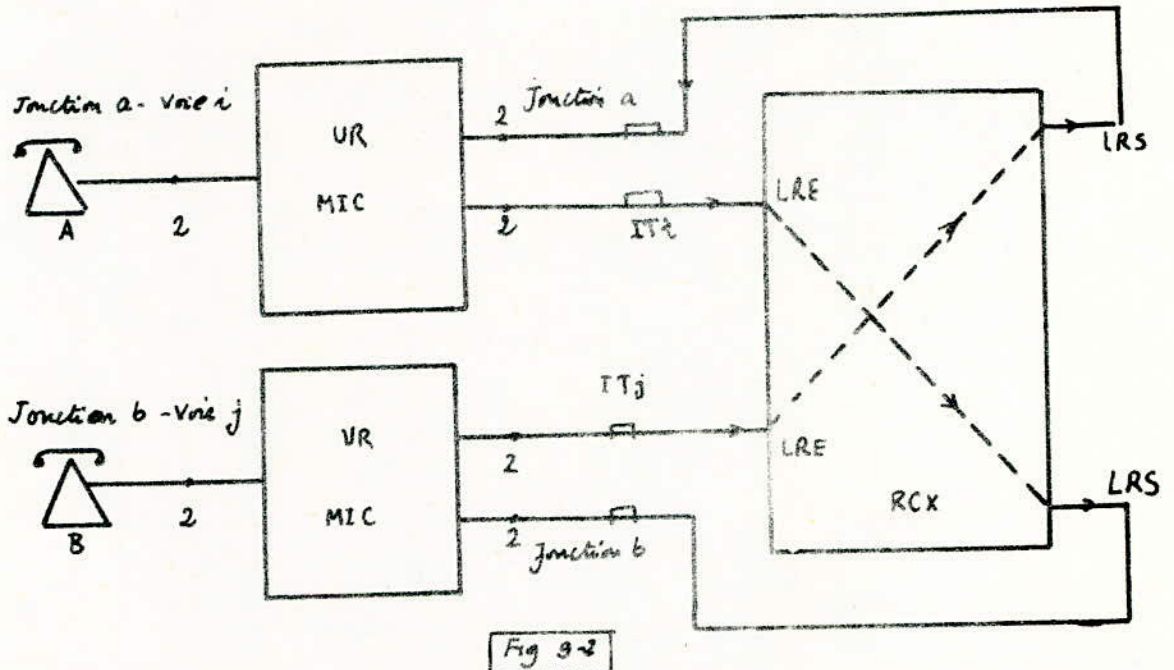 Jonction a - Voie i
A
2
UR
MIC
2
Jonction a
2
ITi
LRE
LRS
Jonction b - Voie j
B
2
UR
MIC
2
ITj
2
Jonction b
LRE
RCX
LRS
Fig 9-2